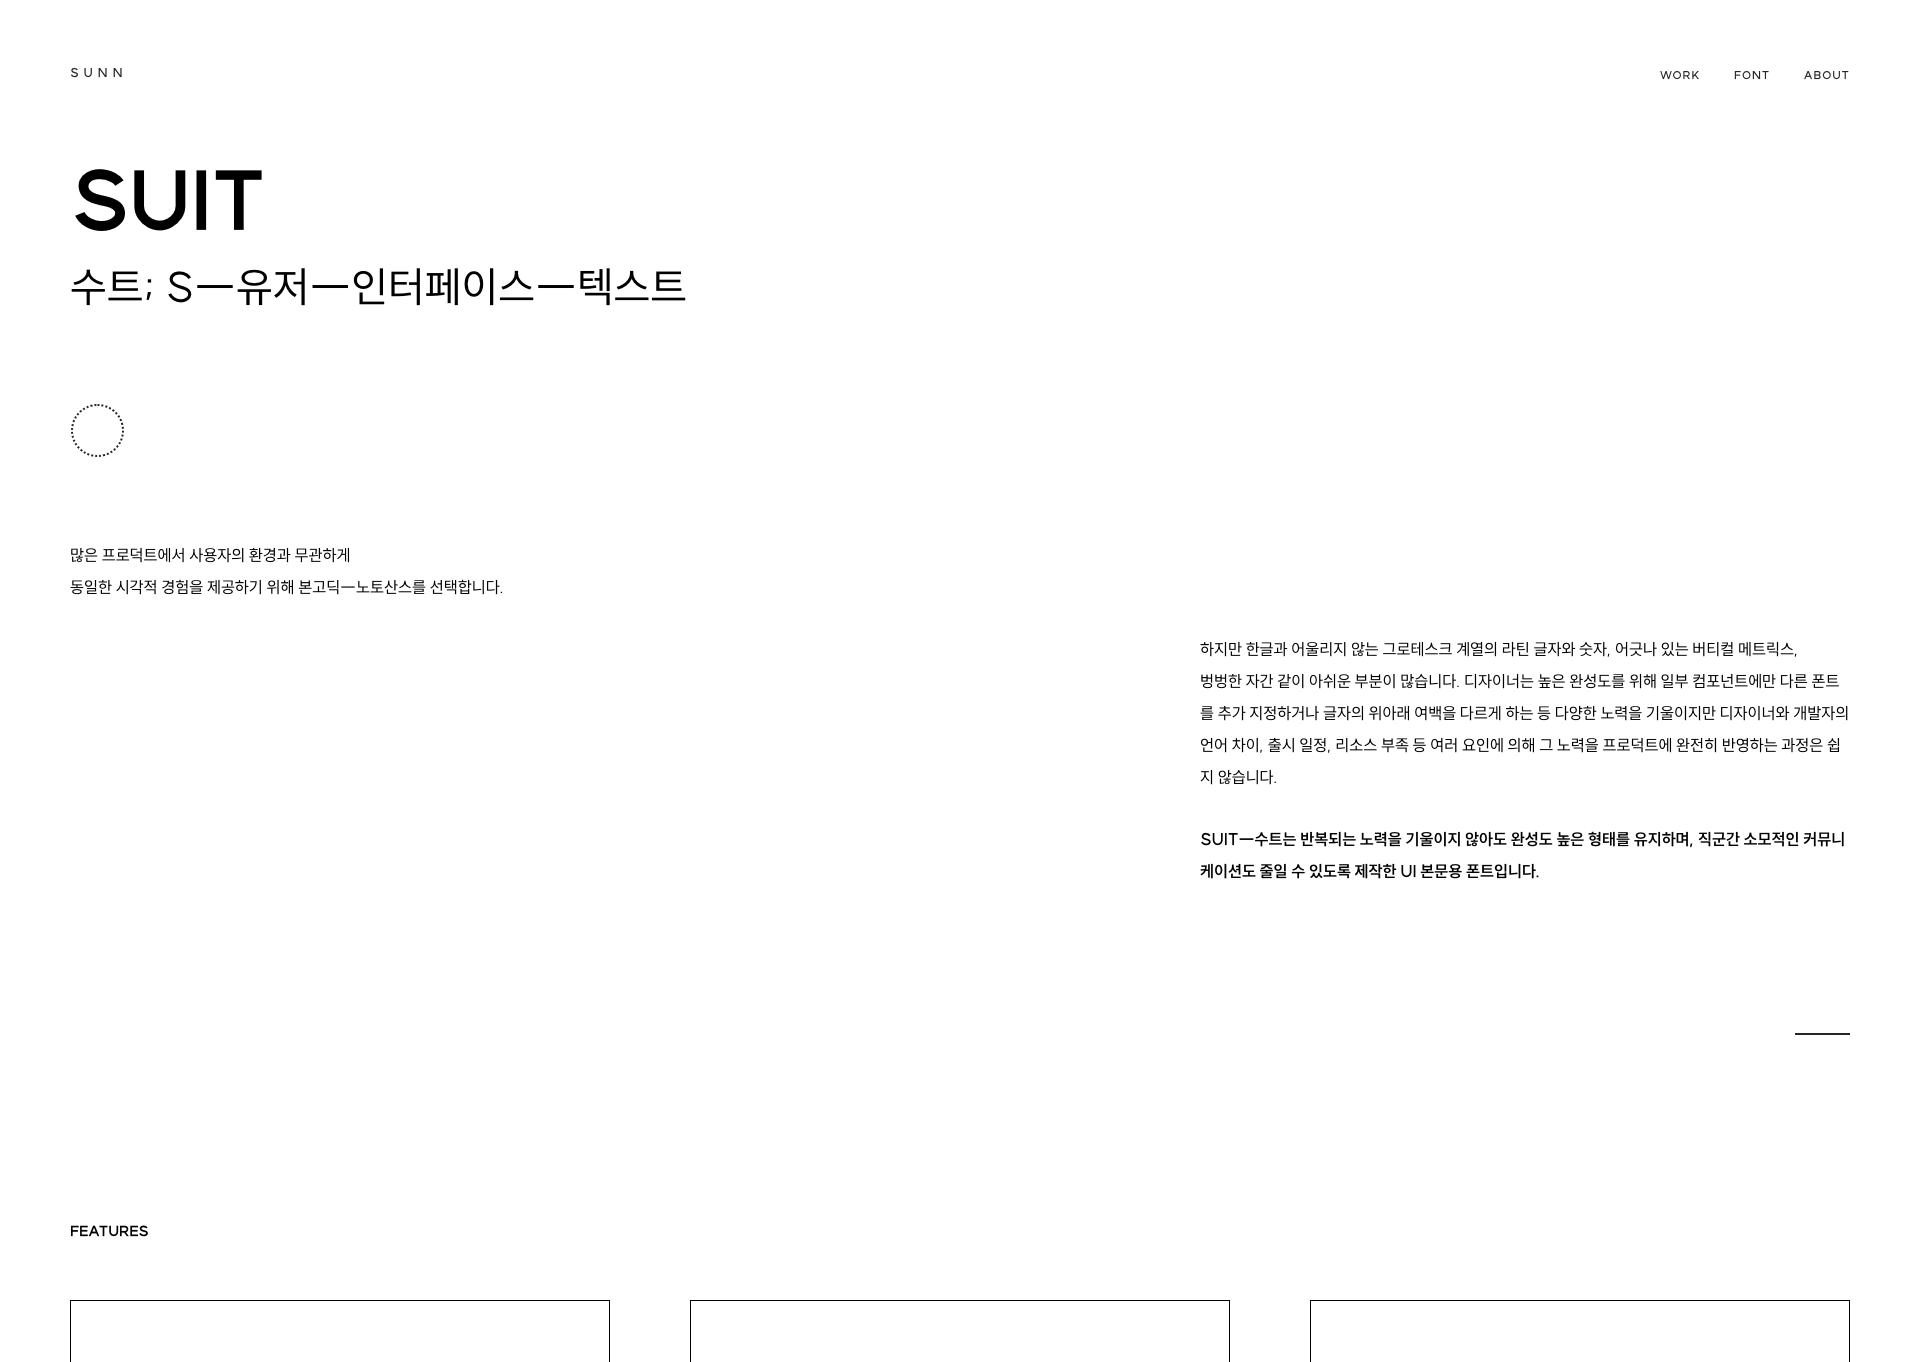 SUNN
WORK FONT ABOUT
SUIT
수트; S—유저—인터페이스—텍스트
많은 프로덕트에서 사용자의 환경과 무관하게
동일한 시각적 경험을 제공하기 위해 본고딕—노토산스를 선택합니다.
하지만 한글과 어울리지 않는 그로테스크 계열의 라틴 글자와 숫자, 어긋나 있는 버티컬 메트릭스,
벙벙한 자간 같이 아쉬운 부분이 많습니다. 디자이너는 높은 완성도를 위해 일부 컴포넌트에만 다른 폰트
를 추가 지정하거나 글자의 위아래 여백을 다르게 하는 등 다양한 노력을 기울이지만 디자이너와 개발자의
언어 차이, 출시 일정, 리소스 부족 등 여러 요인에 의해 그 노력을 프로덕트에 완전히 반영하는 과정은 쉽
지 않습니다.
SUIT—수트는 반복되는 노력을 기울이지 않아도 완성도 높은 형태를 유지하며, 직군간 소모적인 커뮤니
케이션도 줄일 수 있도록 제작한 UI 본문용 폰트입니다.
FEATURES